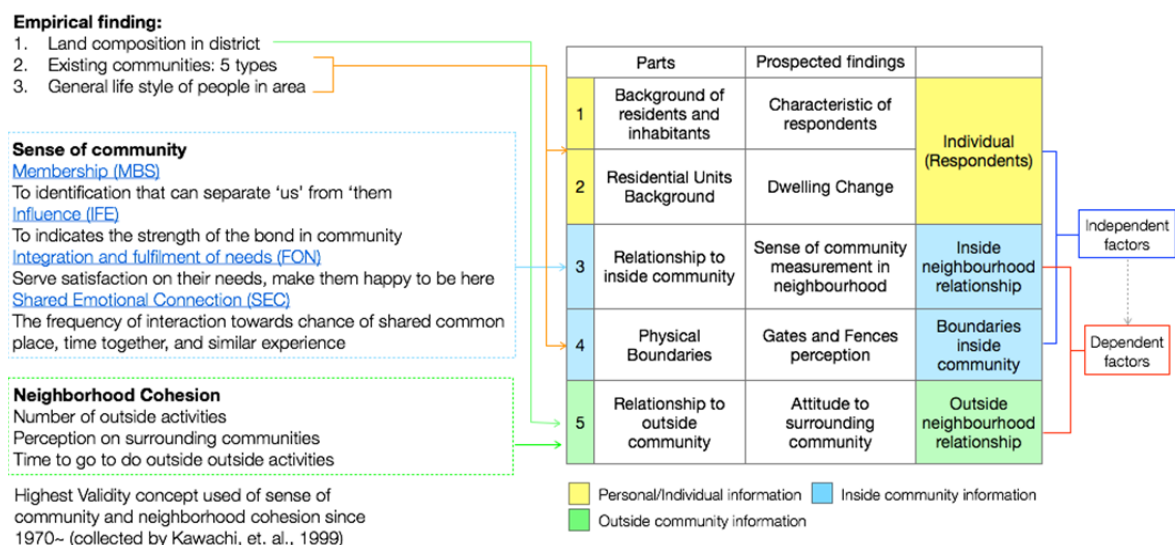 Empirical finding:
1. Land composition in district
2. Existing communities: 5 types
3. General life style of people in area
Sense of community
Membership (MBS)
To identification that can separate ‘us’ from ‘them
Influence (IFE)
To indicates the strength of the bond in community
Integration and fulfilment of needs (FON)
Serve satisfaction on their needs, make them happy to be here
Shared Emotional Connection (SEC)
The frequency of interaction towards chance of shared common
place, time together, and similar experience
Neighborhood Cohesion
Number of outside activities
Perception on surrounding communities
Time to go to do outside outside activities
Highest Validity concept used of sense of
community and neighborhood cohesion since
1970~ (collected by Kawachi, et. al., 1999)
Parts
Prospected findings
1
Background of
residents and
inhabitants
Characteristic of
respondents
Individual
(Respondents)
2
Residential Units
Background
Dwelling Change
3
Relationship to
inside community
Sense of community
measurement in
neighbourhood
Inside
neighbourhood
relationship
4
Physical
Boundaries
Gates and Fences
perception
Boundaries
inside
community
5
Relationship to
outside
community
Attitude to
surrounding
community
Outside
neighbourhood
relationship
Independent
factors
Dependent
factors
Personal/Individual information
Inside community information
Outside community information